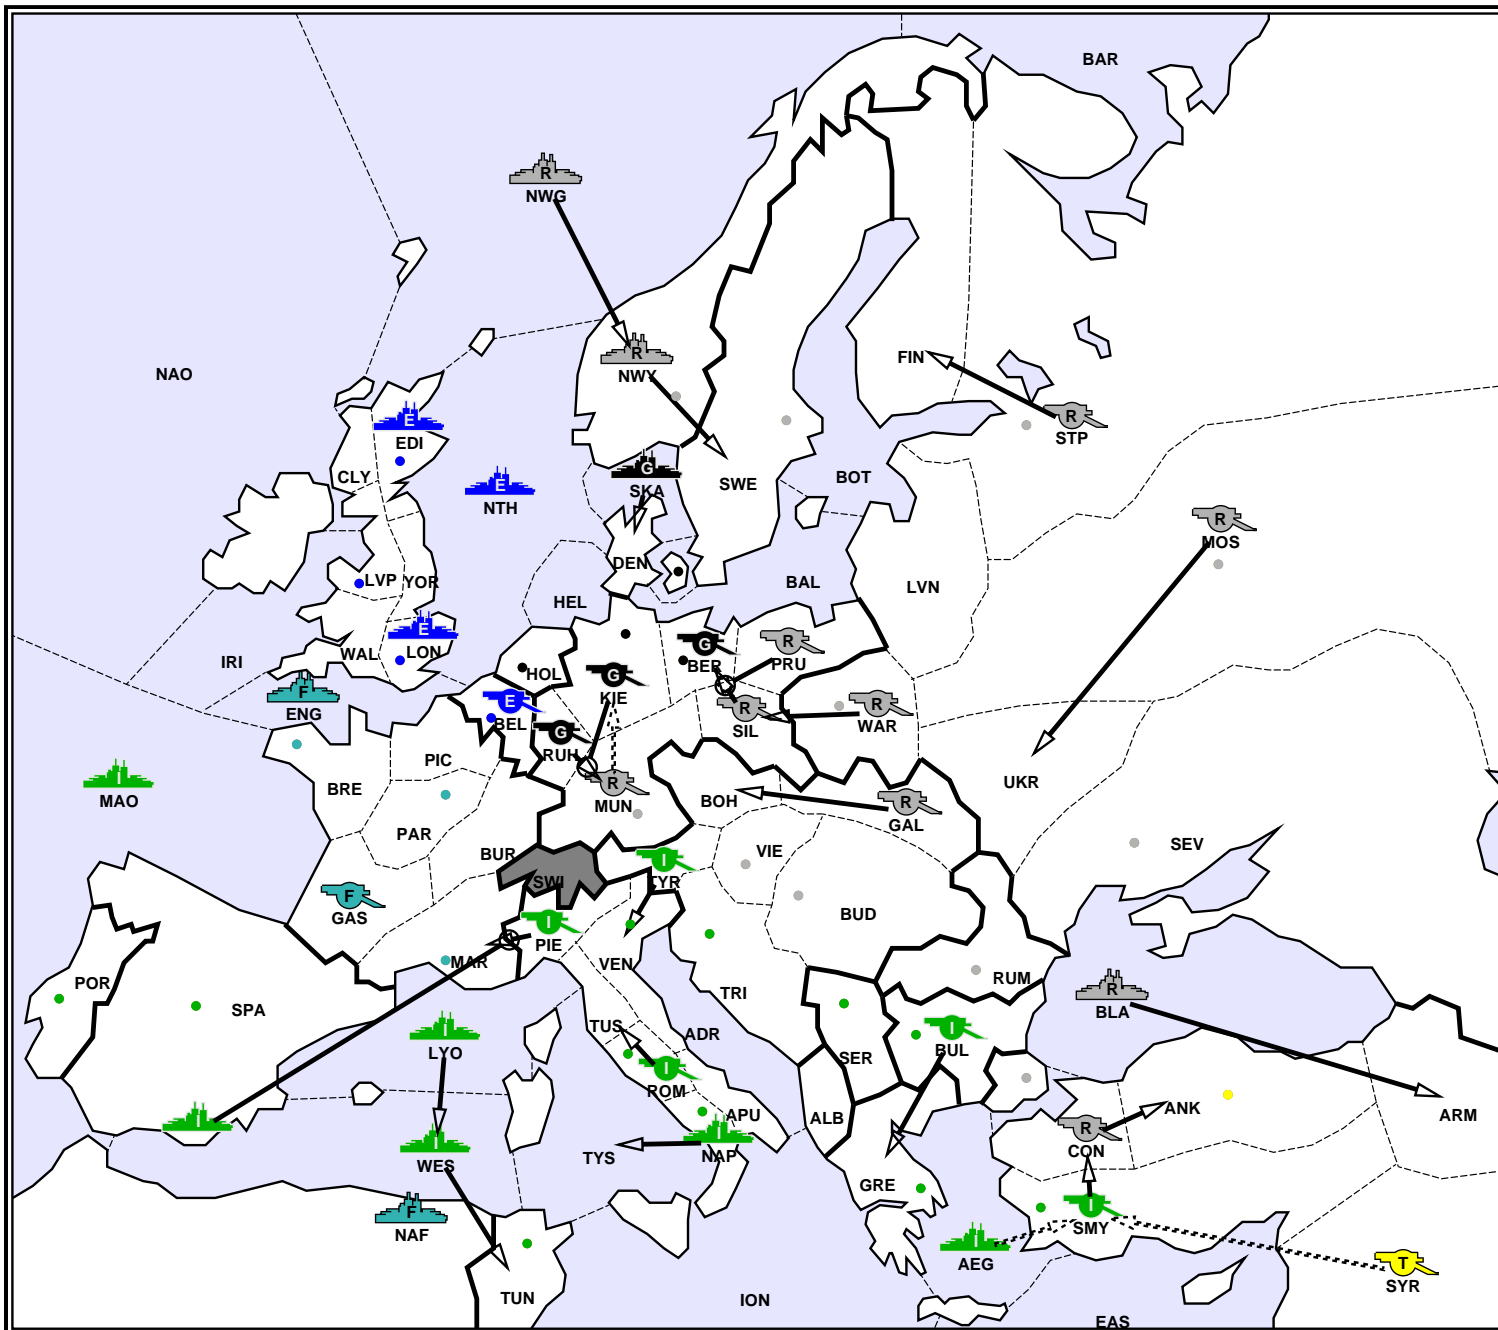 BAR
R
NWG
NAO
R
NWY
FIN
R
STP
E
EDI
CLY
E
NTH
G
SKA
SWE
BOT
R
MOS
DEN
LVP
YOR
HEL
BAL
LVN
E
LON
WAL
IRI
HOL
G
KIE
G
BER
R
PRU
F
ENG
E
BEL
G
RUH
R
SIL
R
WAR
I
MAO
BRE
PIC
PAR
R
MUN
BOH
R
GAL
UKR
SEV
BUR
SWI
I
TYR
VIE
BUD
F
GAS
I
PIE
MAR
VEN
TRI
RUM
POR
SPA
R
BLA
I
LYO
TUS
ADR
SER
I
BUL
I
ROM
APU
ALB
ANK
ARM
I
I
WES
TYS
I
NAP
R
CON
GRE
F
NAF
I
SMY
I
AEG
T
SYR
TUN
ION
EAS